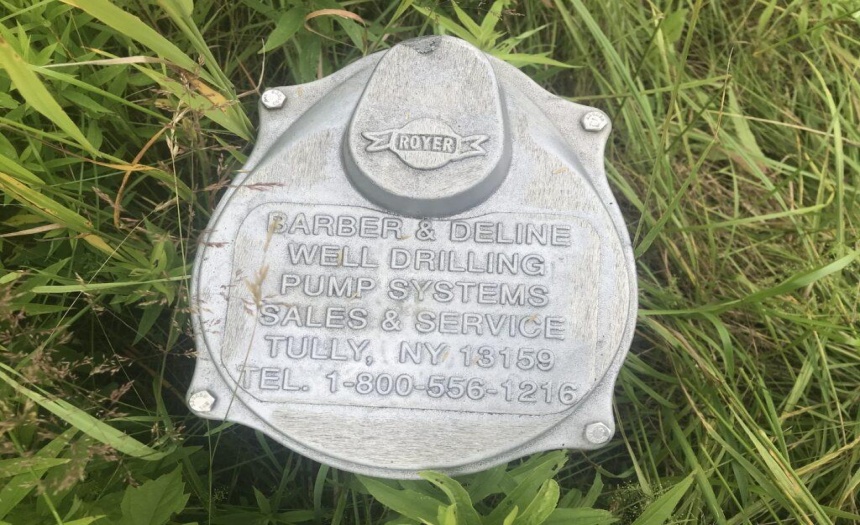 ROYER
BARBER & DELINE
WELL DRILLING
PUMP SYSTEMS
SALES & SERVICE
TULLY, NY 13159
TEL. 1-800-556-1216